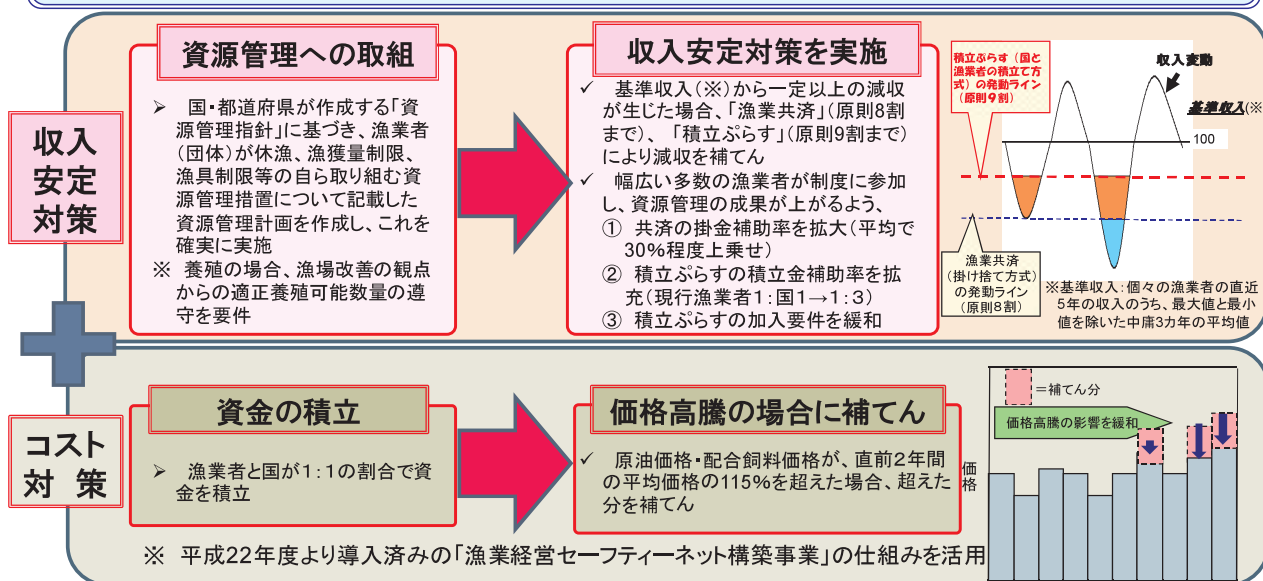 収入
安定
対策
資源管理への取組
➢ 国・都道府県が作成する「資
源管理指針」に基づき、漁業者
(団体)が休漁、漁獲量制限、
漁具制限等の自ら取り組む資
源管理措置について記載した
資源管理計画を作成し、これを
確実に実施
※ 養殖の場合、漁場改善の観点
からの適正養殖可能数量の遵
守を要件
収入安定対策を実施
✓ 基準収入(※)から一定以上の減収
が生じた場合、「漁業共済」(原則8割
まで)、「積立ぷらす」(原則9割まで)
により減収を補てん
✓ 幅広い多数の漁業者が制度に参加
し、資源管理の成果が上がるよう、
① 共済の掛金補助率を拡大(平均で
30%程度上乗せ)
② 積立ぷらすの積立金補助率を拡
充(現行漁業者1:国1→1:3)
③ 積立ぷらすの加入要件を緩和
積立ぷらす(国と
漁業者の積立て方
式)の発動ライン
(原則9割)
収入変動
基準収入(※
100
漁業共済
(掛け捨て方式)
の発動ライン
(原則8割)
※基準収入:個々の漁業者の直近
5年の収入のうち、最大値と最小
値を除いた中庸3カ年の平均値
コスト
対 策
資金の積立
➢ 漁業者と国が1:1の割合で資
金を積立
価格高騰の場合に補てん
✓ 原油価格・配合飼料価格が、直前2年間
の平均価格の115%を超えた場合、超えた
分を補てん
=補てん分
価格高騰の影響を緩和
価
格
※ 平成22年度より導入済みの「漁業経営セーフティーネット構築事業」の仕組みを活用